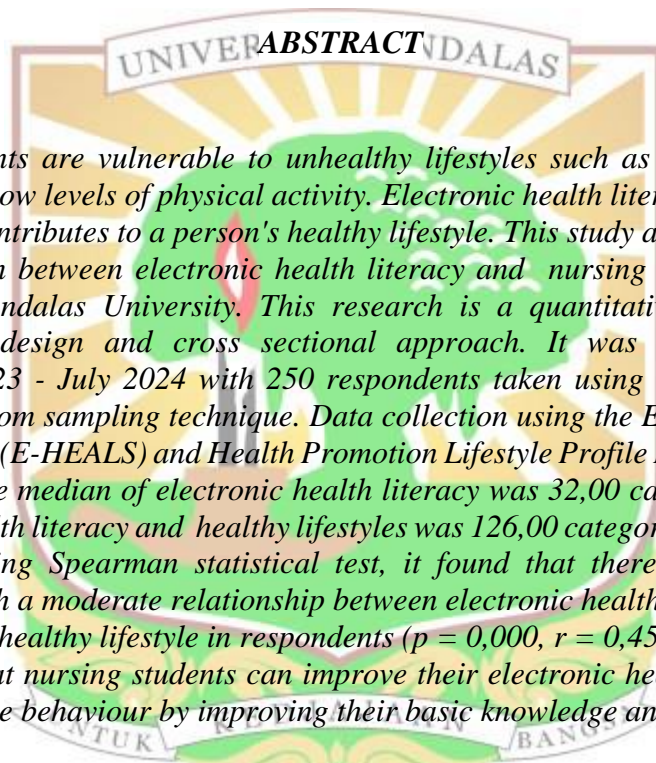 ABSTRACT
UNIVER NDALAS
nts are vulnerable to unhealthy lifestyles such as
ow levels of physical activity. Electronic health liter
ntributes to a person's healthy lifestyle. This study a
n between electronic health literacy and nursing
ndalas University. This research is a quantitati
design and cross sectional approach. It was
23 - July 2024 with 250 respondents taken using
om sampling technique. Data collection using the E
(E-HEALS) and Health Promotion Lifestyle Profile
e median of electronic health literacy was 32,00 ca
lth literacy and healthy lifestyles was 126,00 categor
ing Spearman statistical test, it found that there
h a moderate relationship between electronic health
healthy lifestyle in respondents (p = 0,000, r = 0,45
at nursing students can improve their electronic he
e behaviour by improving their basic knowledge an
NTUK BANGS